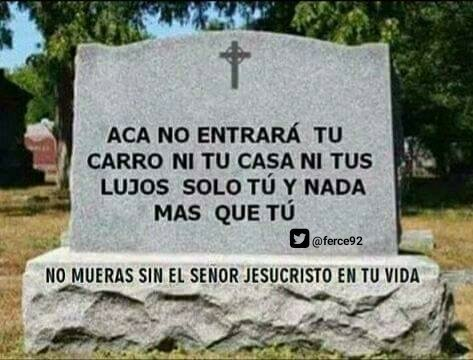 ACA NO ENTRARÁ TU
CARRO NI TU CASA NI TUS
LUJOS SOLO TÚ Y NADA
MAS QUE TÚ
@ferce92
NO MUERAS SIN EL SEÑOR JESUCRISTO EN TU VIDA